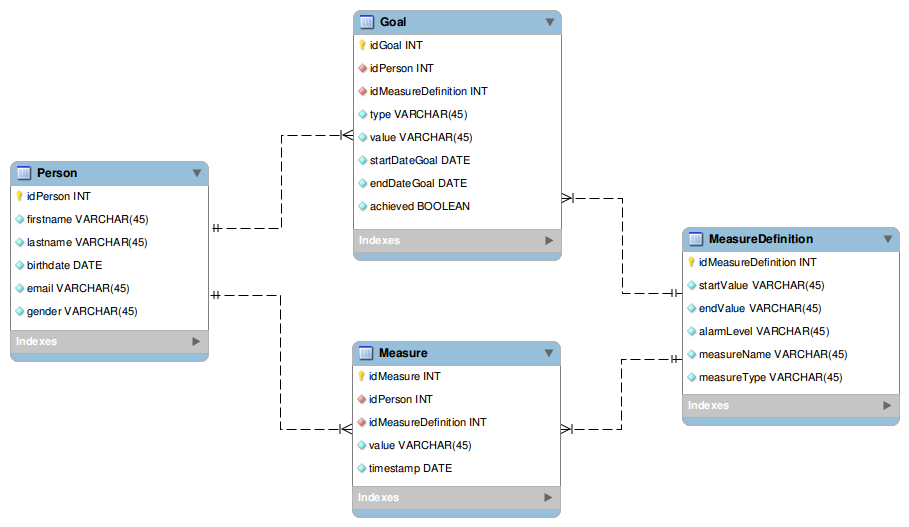 Goal
idGoal INT
idPerson INT
idMeasureDefinition INT
type VARCHAR(45)
value VARCHAR(45)
startDateGoal DATE
endDateGoal DATE
achieved BOOLEAN
Indexes
Person
idPerson INT
firstname VARCHAR(45)
lastname VARCHAR(45)
birthdate DATE
email VARCHAR(45)
gender VARCHAR(45)
Indexes
MeasureDefinition
idMeasureDefinition INT
startValue VARCHAR(45)
endValue VARCHAR(45)
alarmLevel VARCHAR(45)
measureName VARCHAR(45)
measureType VARCHAR(45)
Indexes
Measure
idMeasure INT
idPerson INT
idMeasureDefinition INT
value VARCHAR(45)
timestamp DATE
Indexes